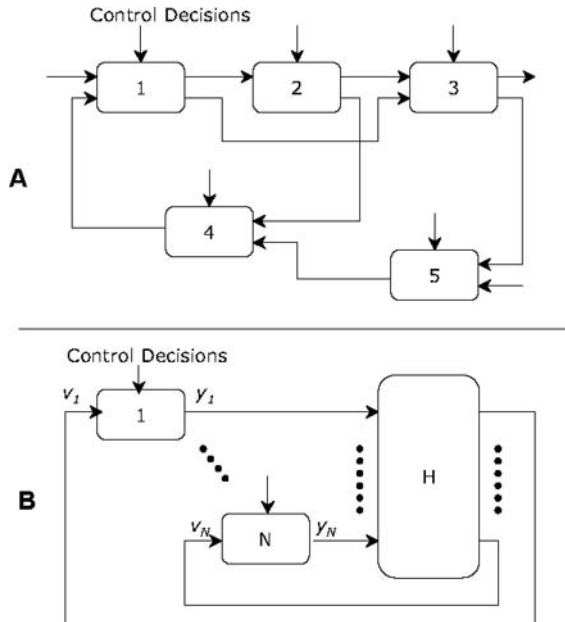 Control Decisions
1
2
3
A
4
5
Control Decisions
v1
1
y1
H
B
vN
N
yN